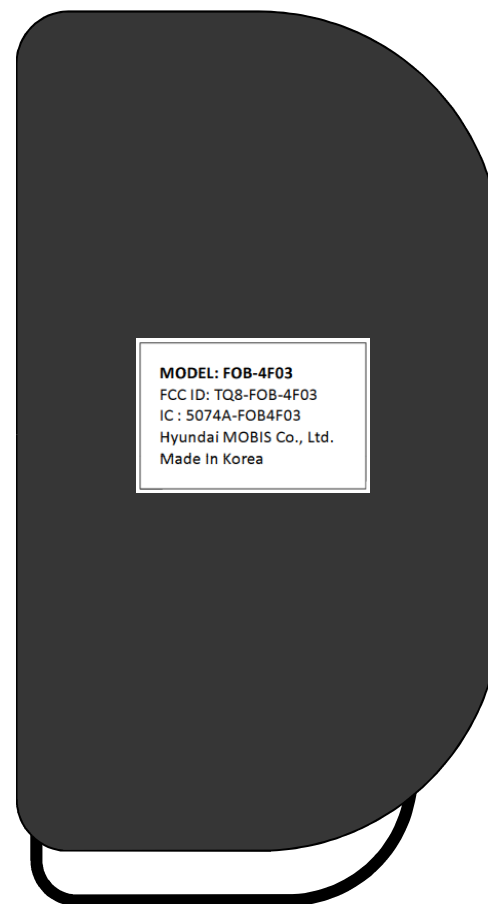 MODEL: FOB-4F03
FCC ID: TQ8-FOB-4F03
IC : 5074A-FOB4F03
Hyundai MOBIS Co., Ltd.
Made In Korea